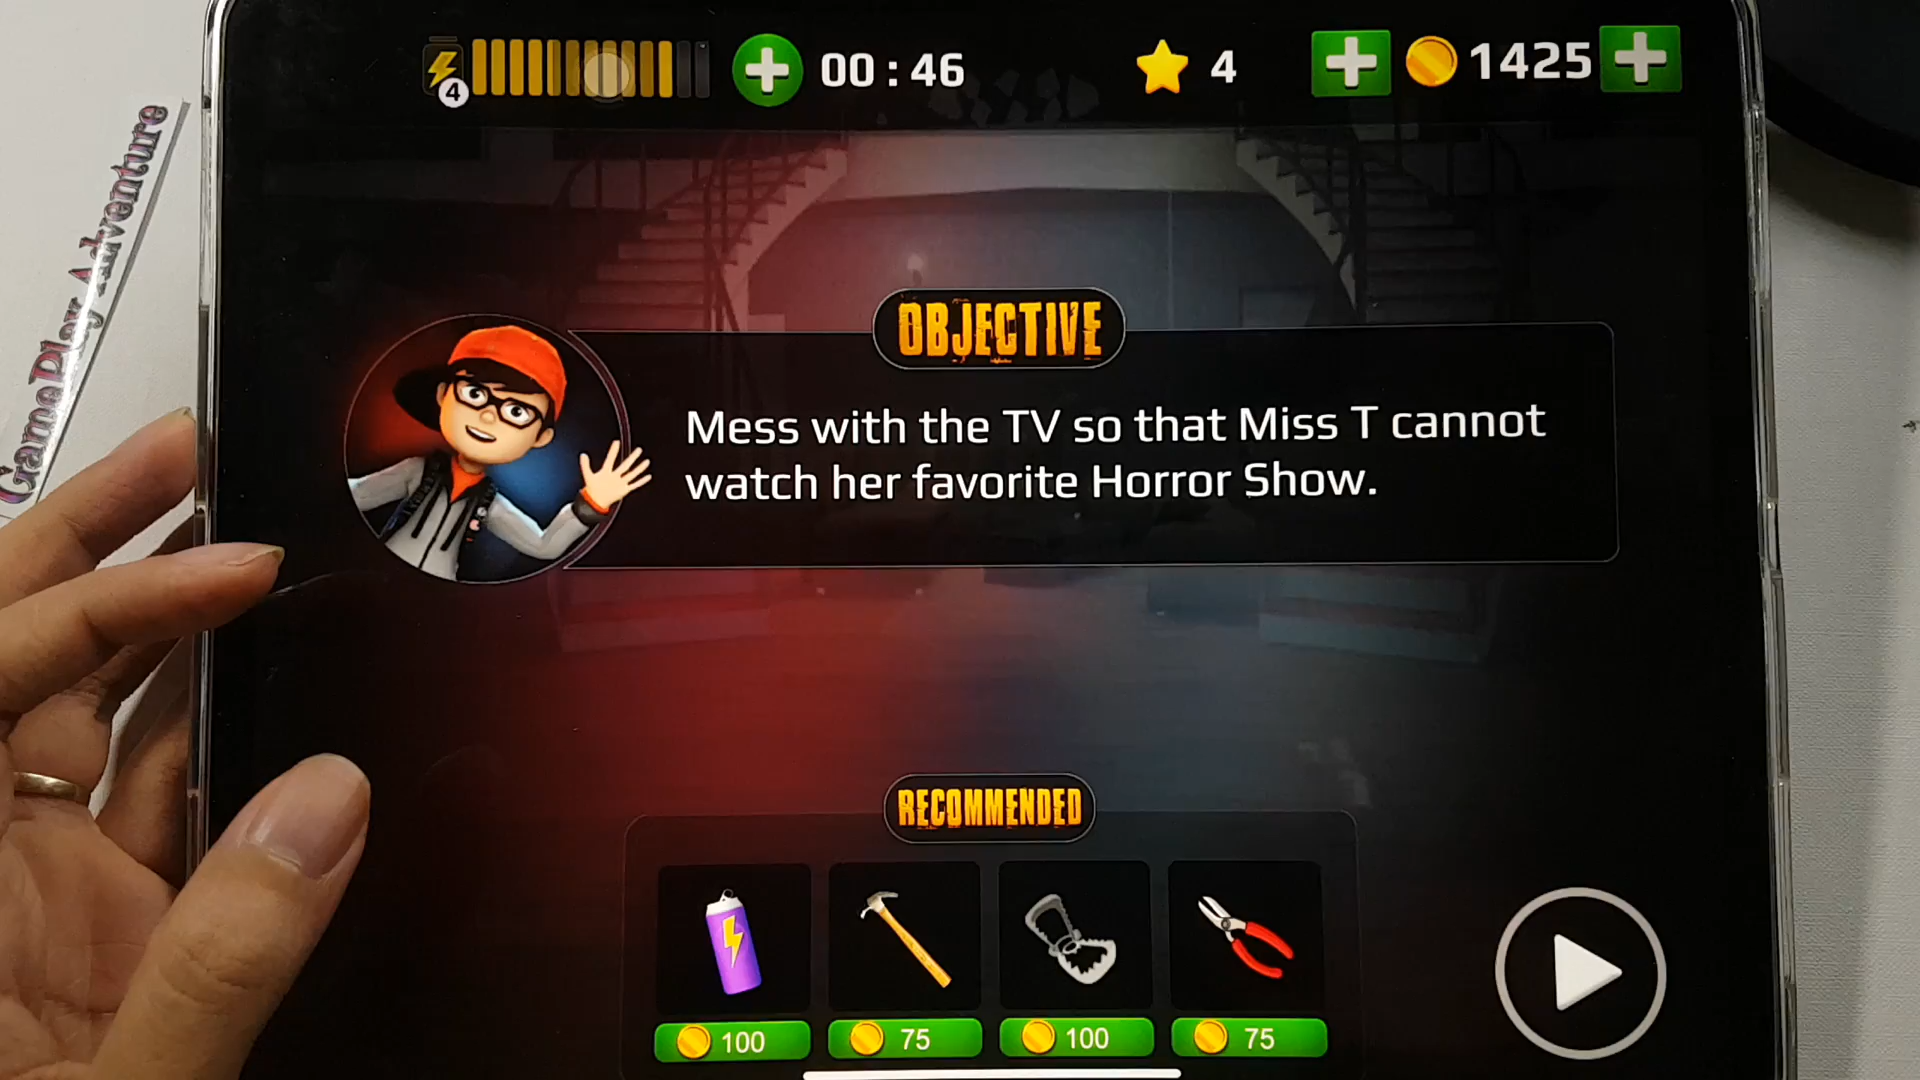 4
00 : 46
4
1425
GamePlay Adventure
OBJECTIVE
Mess with the TV so that Miss T cannot
watch her favorite Horror Show.
RECOMMENDED
100
75
100
75